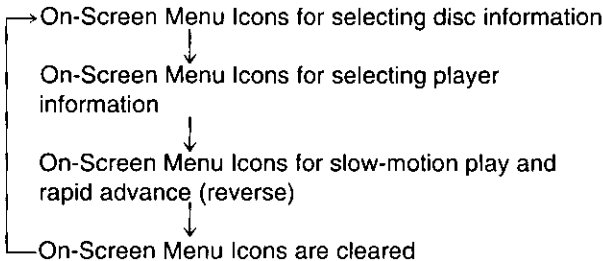 On-Screen Menu Icons for selecting disc information
On-Screen Menu Icons for selecting player
information
On-Screen Menu Icons for slow-motion play and
rapid advance (reverse)
On-Screen Menu Icons are cleared